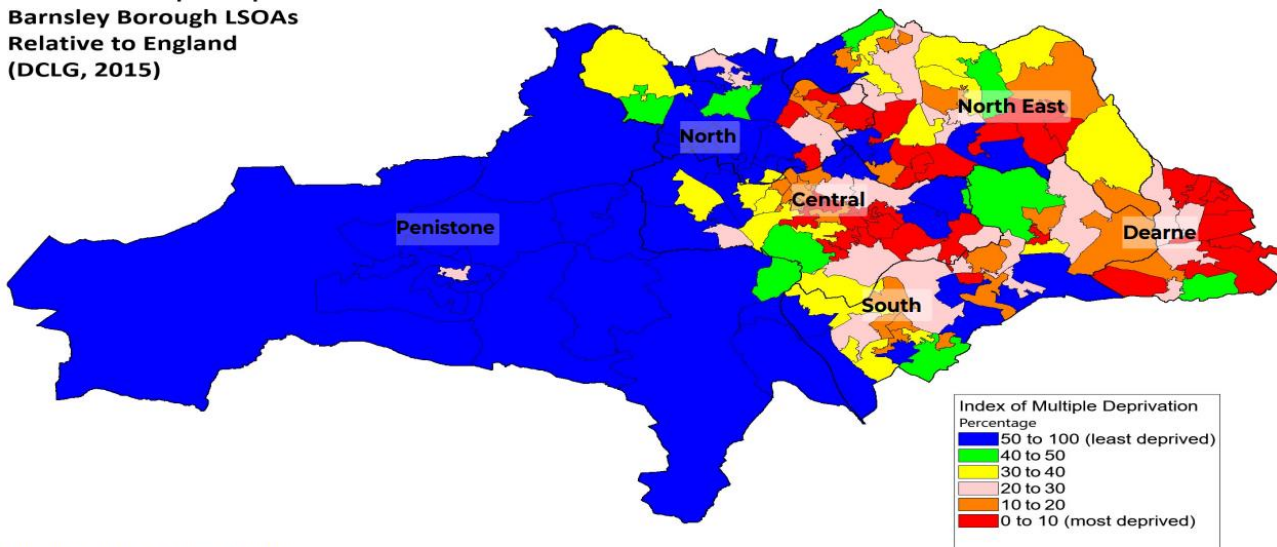 Barnsley Borough LSOAs
Relative to England
(DCLG, 2015)
North East
North
Central
Penistone
Dearne
South
Index of Multiple Deprivation
Percentage
50 to 100 (least deprived)
40 to 50
30 to 40
20 to 30
10 to 20
0 to 10 (most deprived)